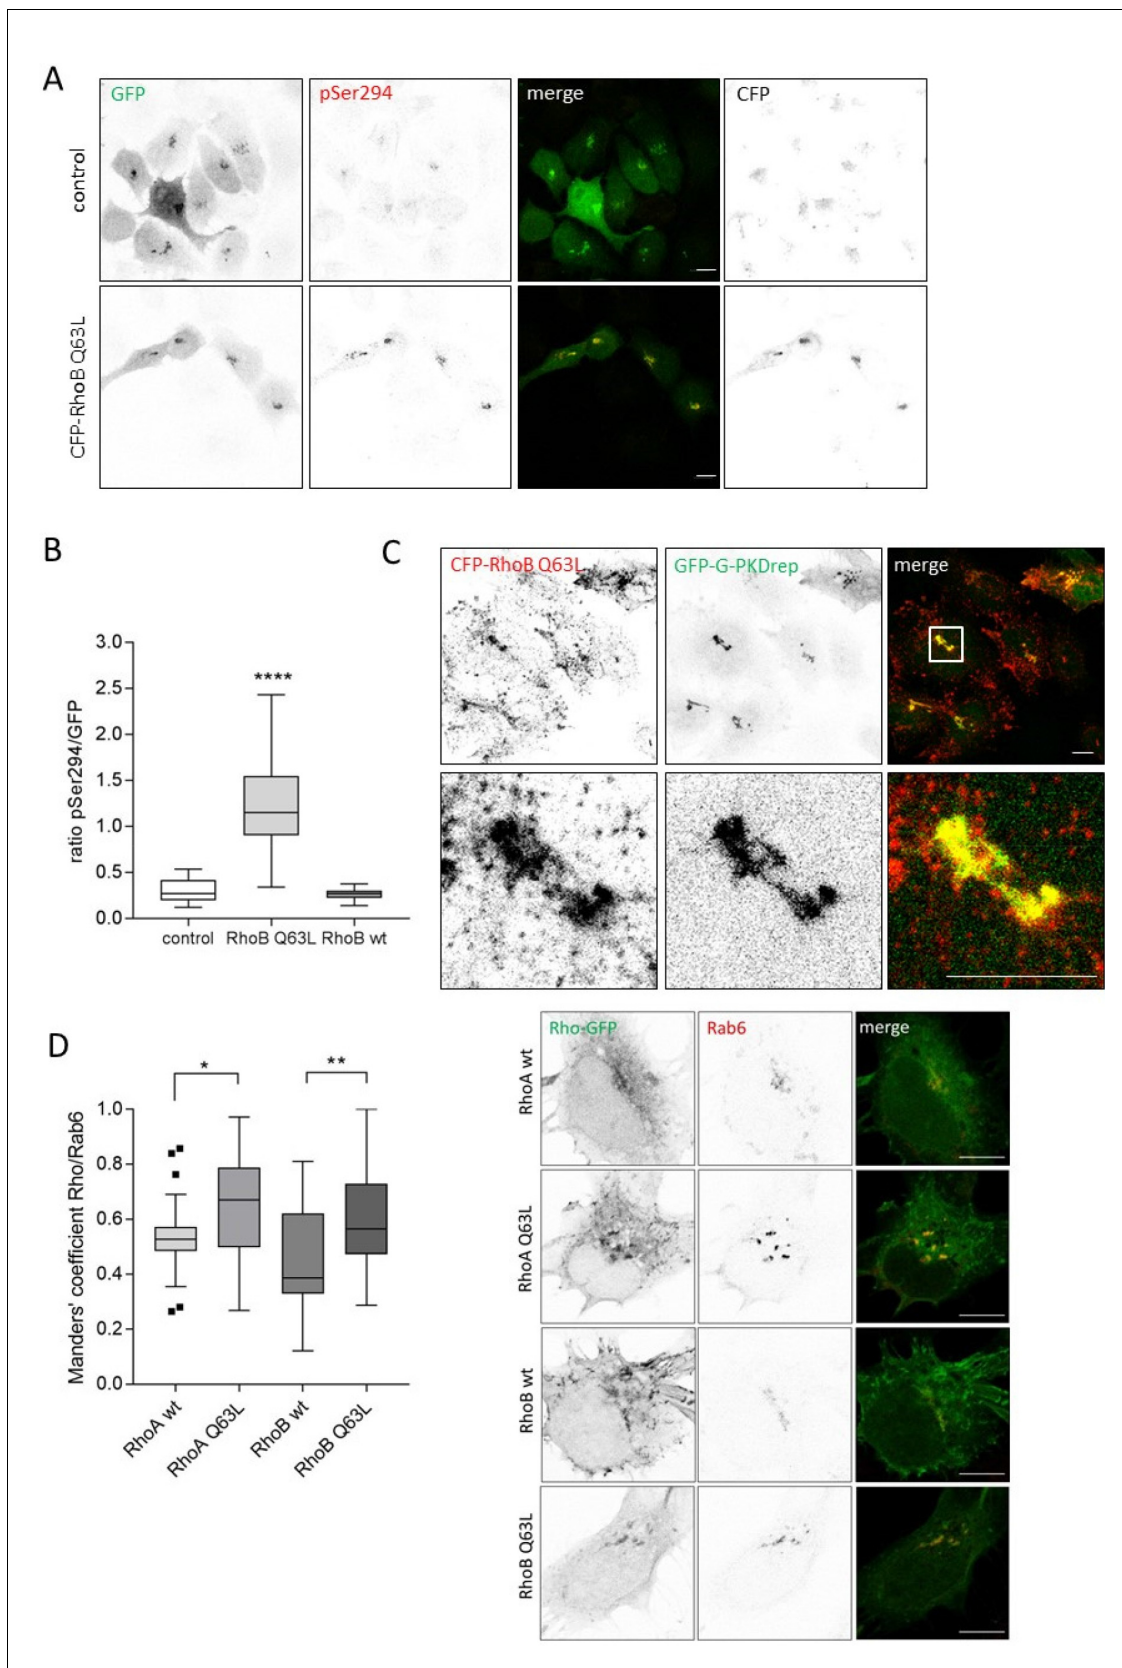 A
GFP
pSer294
merge
CFP
control
CFP-RhoB Q63L
B
ratio pSer294/GFP
3.0
2.5
2.0
1.5
1.0
0.5
0.0
****
control
RhoB Q63L
RhoB wt
C
CFP-RhoB Q63L
GFP-G-PKDrep
merge
D
Manders' coefficient Rho/Rab6
1.0
0.8
0.6
0.4
0.2
0.0
*
**
RhoA wt
RhoA Q63L
RhoB wt
RhoB Q63L
Rho-GFP
Rab6
merge
RhoA wt
RhoA Q63L
RhoB wt
RhoB Q63L